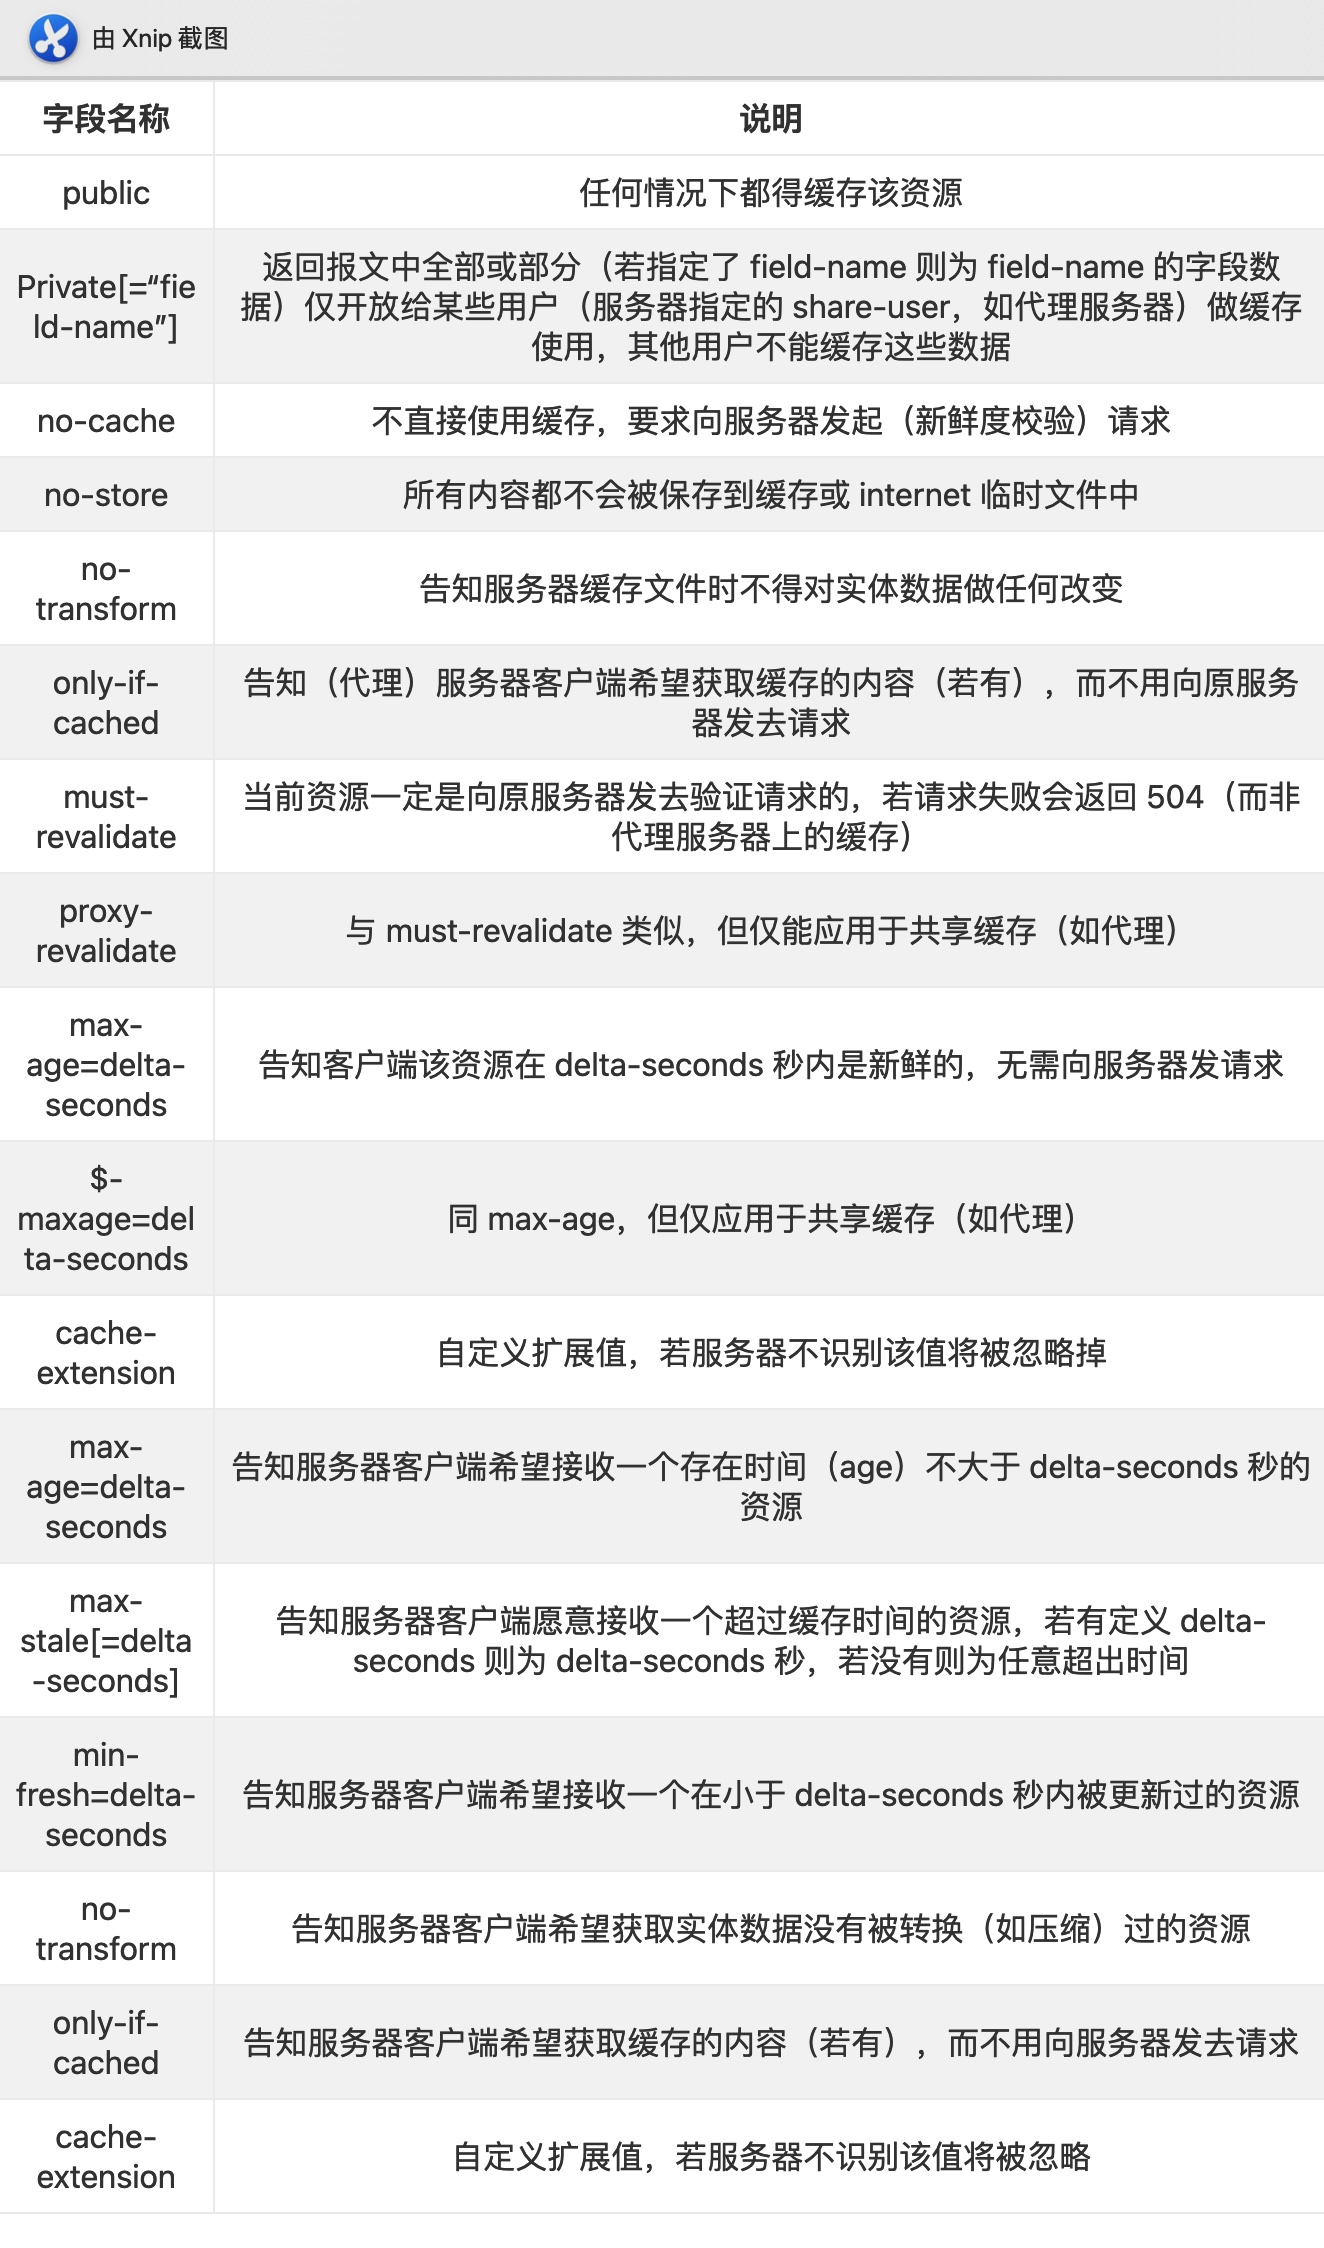 由 Xnip 截图
字段名称
说明
public
任何情况下都得缓存该资源
Private[=“fie
ld-name”]
返回报文中全部或部分（若指定了 field-name 则为 field-name 的字段数
据）仅开放给某些用户（服务器指定的 share-user，如代理服务器）做缓存
使用，其他用户不能缓存这些数据
no-cache
不直接使用缓存，要求向服务器发起（新鲜度校验）请求
no-store
所有内容都不会被保存到缓存或 internet 临时文件中
no-
transform
告知服务器缓存文件时不得对实体数据做任何改变
only-if-
cached
告知（代理）服务器客户端希望获取缓存的内容（若有），而不用向原服务
器发去请求
must-
revalidate
当前资源一定是向原服务器发去验证请求的，若请求失败会返回 504（而非
代理服务器上的缓存）
proxy-
revalidate
与 must-revalidate 类似，但仅能应用于共享缓存（如代理）
max-
age=delta-
seconds
告知客户端该资源在 delta-seconds 秒内是新鲜的，无需向服务器发请求
$-
maxage=del
ta-seconds
同 max-age，但仅应用于共享缓存（如代理）
cache-
extension
自定义扩展值，若服务器不识别该值将被忽略掉
max-
age=delta-
seconds
告知服务器客户端希望接收一个存在时间（age）不大于 delta-seconds 秒的
资源
max-
stale[=delta
-seconds]
告知服务器客户端愿意接收一个超过缓存时间的资源，若有定义 delta-
seconds 则为 delta-seconds 秒，若没有则为任意超出时间
min-
fresh=delta-
seconds
告知服务器客户端希望接收一个在小于 delta-seconds 秒内被更新过的资源
no-
transform
告知服务器客户端希望获取实体数据没有被转换（如压缩）过的资源
only-if-
cached
告知服务器客户端希望获取缓存的内容（若有），而不用向服务器发去请求
cache-
extension
自定义扩展值，若服务器不识别该值将被忽略